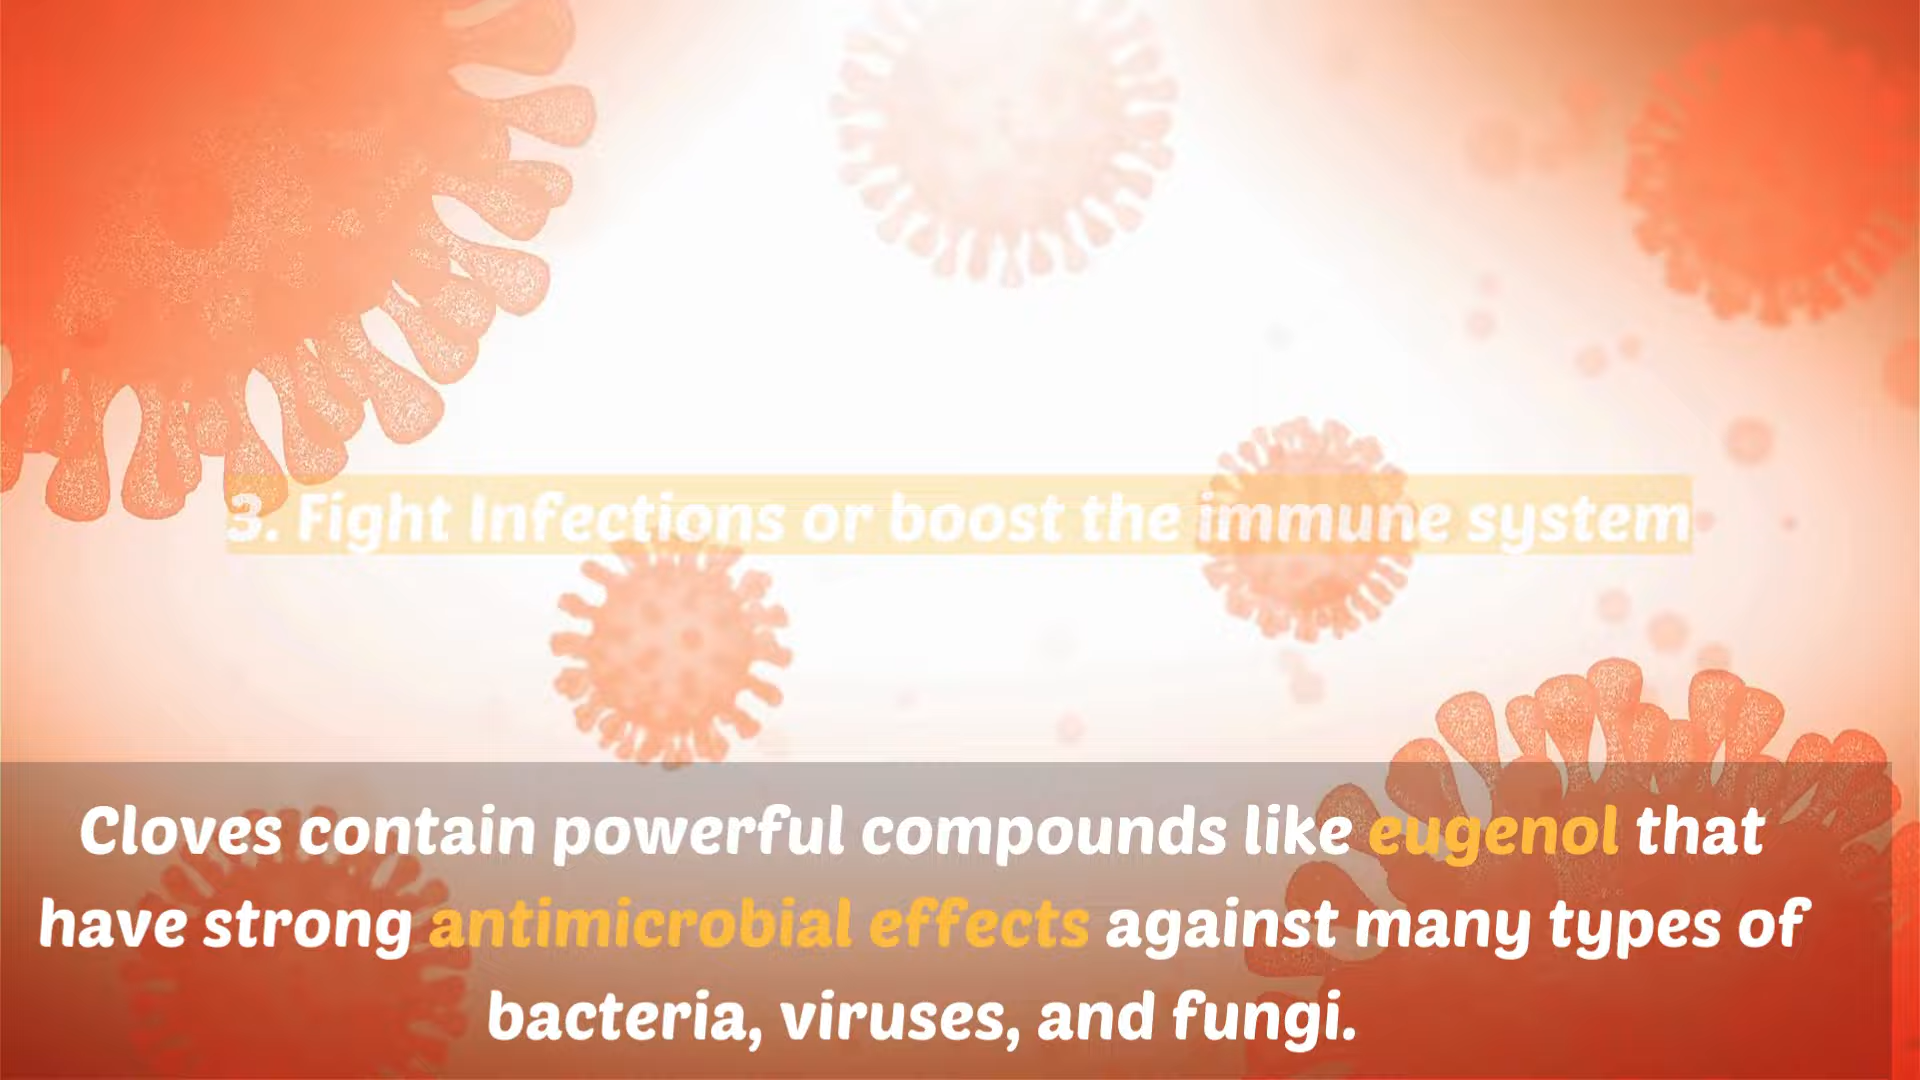 3. Fight Infections or boost the immune system
Cloves contain powerful compounds like eugenol that
have strong antimicrobial effects against many types of
bacteria, viruses, and fungi.